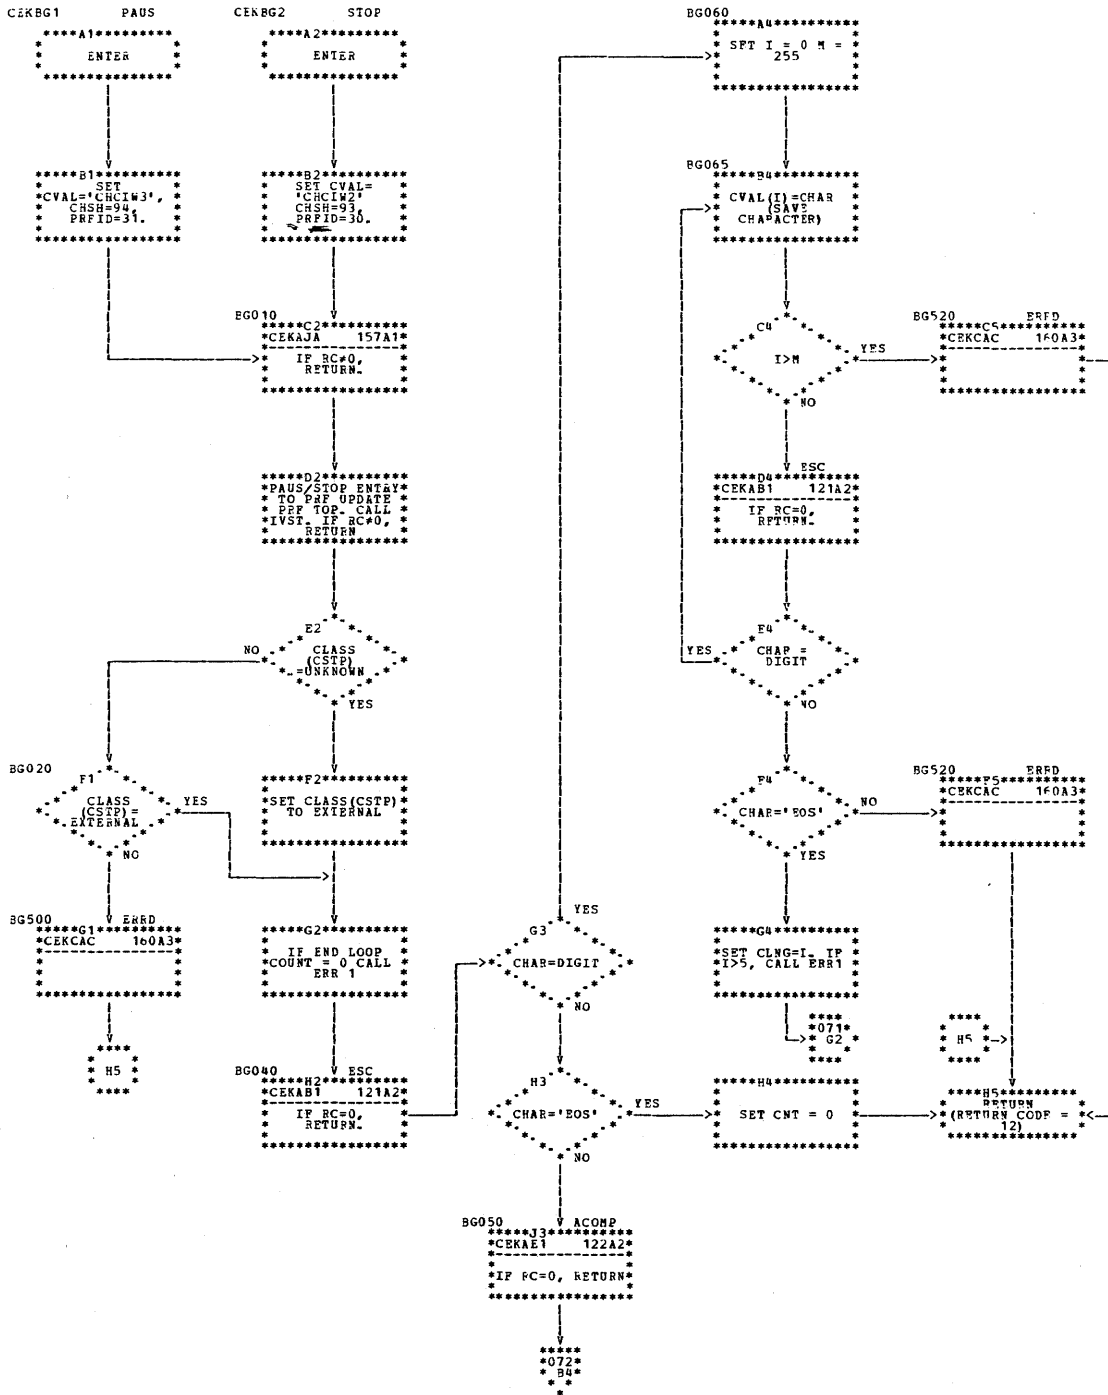 CEKBG1 PAUS
A1
ENTER
B1
SET
CVAL='CHCIW3',
CHSH=94,
PRFID=31.
CEKBG2 STOP
A2
ENTER
B2
SET CVAL=
'CHCIW2'
CHSH=93,
PRFID=30.
BG010
C2
CEKAJA 157A1
IF RC≠0,
RETURN.
D2
PAUS/STOP ENTRY
TO PRF UPDATE
PRF TOP. CALL
IVST. IF RC≠0,
RETURN
E2
CLASS
(CSTP)
=UNKNOWN
NO
YES
BG020
F1
CLASS
(CSTP)=
EXTERNAL
YES
NO
F2
SET CLASS(CSTP)
TO EXTERNAL
BG500 ERRD
G1
CEKCAC 160A3
H5
G2
IF END LOOP
COUNT = 0 CALL
ERR 1
BG040 ESC
H2
CEKAB1 121A2
IF RC=0,
RETURN.
G3
CHAR=DIGIT
YES
NO
H3
CHAR='EOS'
YES
NO
BG050 ACOMP
J3
CEKAE1 122A2
IF RC=0, RETURN
072
B4
BG060
A4
SET I = 0 M =
255
BG065
B4
CVAL(I)=CHAR
(SAVE
CHARACTER)
C4
I>M
YES
NO
BG520 ERRD
C5
CEKCAC 160A3
ESC
D4
CEKAB1 121A2
IF RC=0,
RETURN.
E4
CHAR =
DIGIT
YES
NO
F4
CHAR='EOS'
NO
YES
BG520 ERRD
F5
CEKCAC 160A3
G4
SET CLNG=I. IF
I>5, CALL ERR1
071
G2
H5
H4
SET CNT = 0
H5
RETURN
(RETURN CODE =
12)